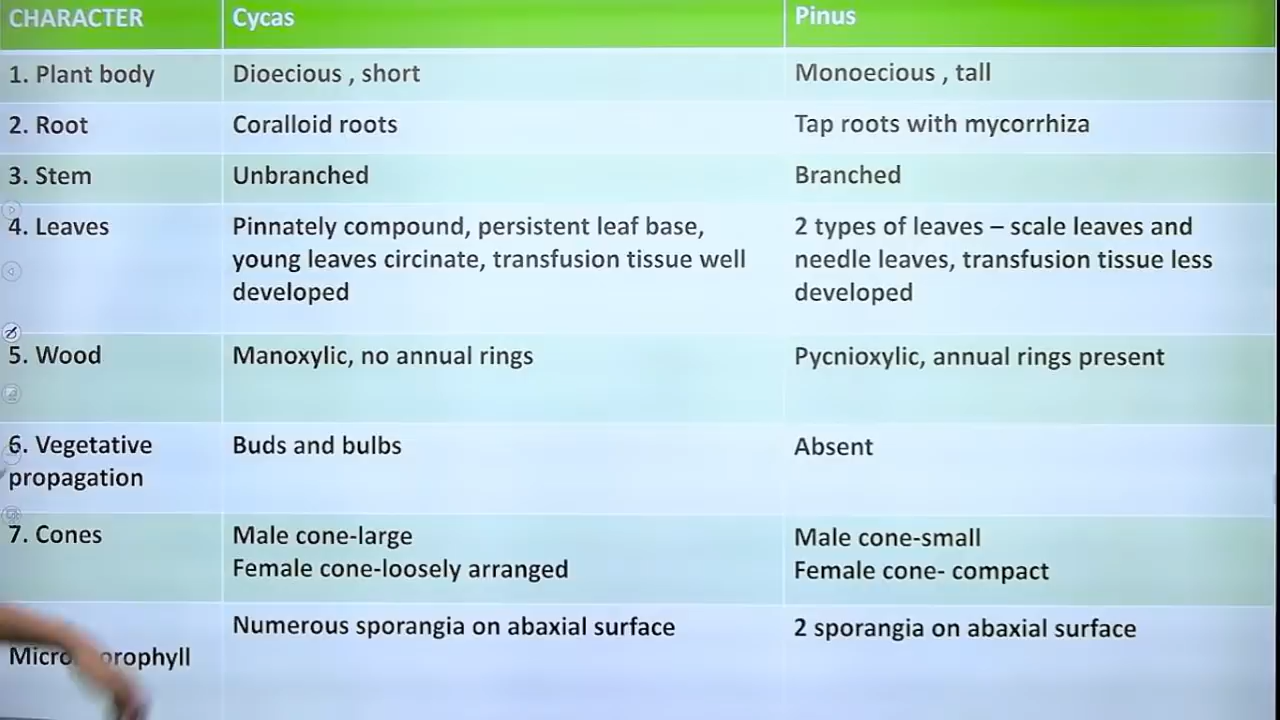 CHARACTER Cycas Pinus
1. Plant body Dioecious , short Monoecious , tall
2. Root Coralloid roots Tap roots with mycorrhiza
3. Stem Unbranched Branched
4. Leaves Pinnately compound, persistent leaf base, 2 types of leaves – scale leaves and
young leaves circinate, transfusion tissue well needle leaves, transfusion tissue less
developed developed
5. Wood Manoxylic, no annual rings Pycnioxylic, annual rings present
6. Vegetative Buds and bulbs Absent
propagation
7. Cones Male cone-large Male cone-small
Female cone-loosely arranged Female cone- compact
Numerous sporangia on abaxial surface 2 sporangia on abaxial surface